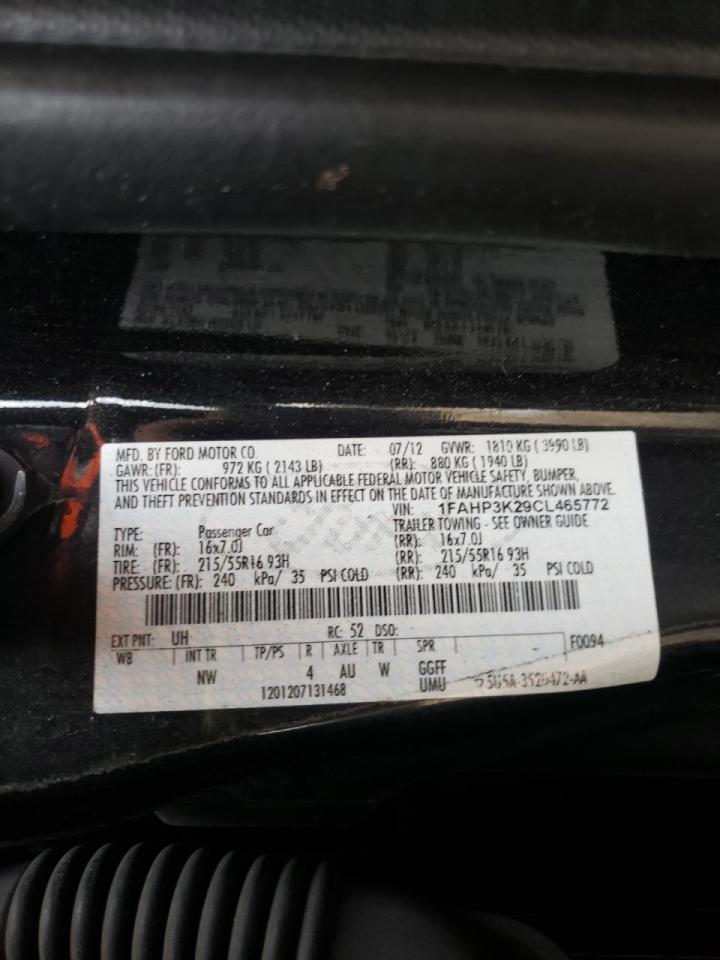 MFD. BY FORD MOTOR CO. DATE: 07/12 GVWR: 1810 KG ( 3990 LB)
GAWR: (FR): 972 KG ( 2143 LB) (RR): 880 KG ( 1940 LB)
THIS VEHICLE CONFORMS TO ALL APPLICABLE FEDERAL MOTOR VEHICLE SAFETY, BUMPER,
AND THEFT PREVENTION STANDARDS IN EFFECT ON THE DATE OF MANUFACTURE SHOWN ABOVE.
VIN: 1FAHP3K29CL465772
TYPE: Passenger Car TRAILER TOWING - SEE OWNER GUIDE
RIM: (FR): 16x7.0J (RR): 16x7.0J
TIRE: (FR): 215/55R16 93H (RR): 215/55R16 93H
PRESSURE: (FR): 240 kPa/ 35 PSI COLD (RR): 240 kPa/ 35 PSI COLD
EXT PNT: UH RC: 52 DSO: F0094
WB INT TR TP/PS R AXLE TR SPR
NW 4 AU W GGFF
1201207131468 UMU